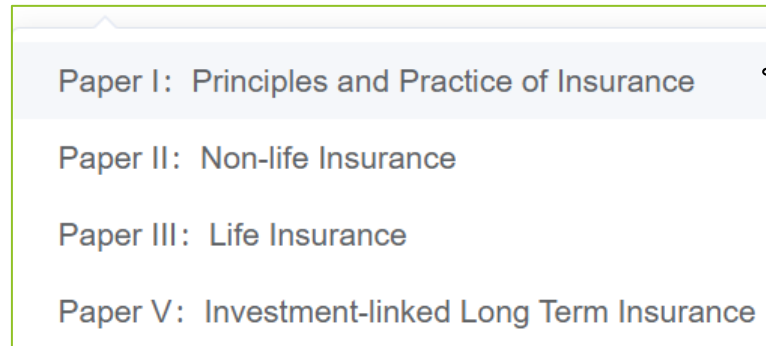 Paper I: Principles and Practice of Insurance
Paper II: Non-life Insurance
Paper III: Life Insurance
Paper V: Investment-linked Long Term Insurance